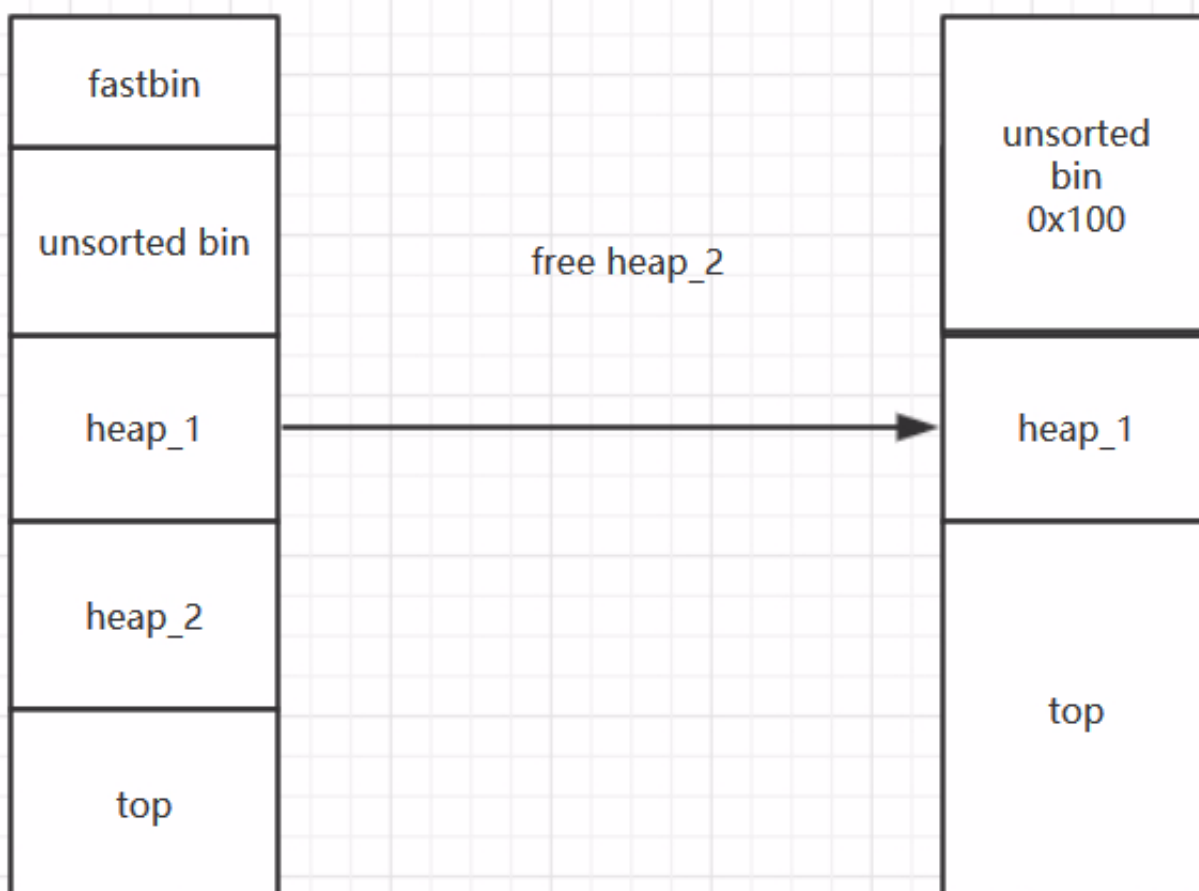 fastbin
unsorted bin
heap_1
heap_2
top
free heap_2
unsorted
bin
0x100
heap_1
top